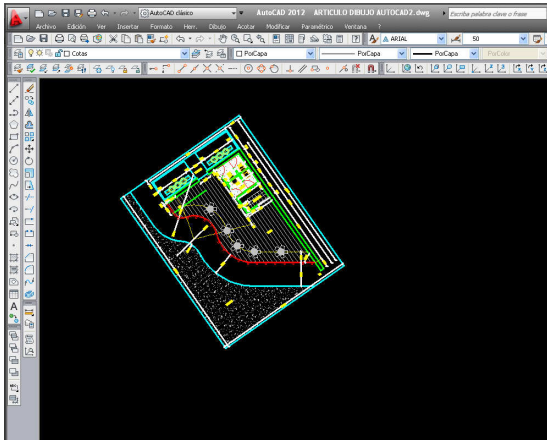 AutoCAD clásico AutoCAD 2012 ARTICULO DIBUJO AUTOCAD2.dwg Escriba palabra clave o frase
Archivo Edición Ver Insertar Formato Herr. Dibujo Acotar Modificar Paramétrico Ventana ?
ARIAL 50
Cotas PorCapa PorCapa PorCapa PorColor
A